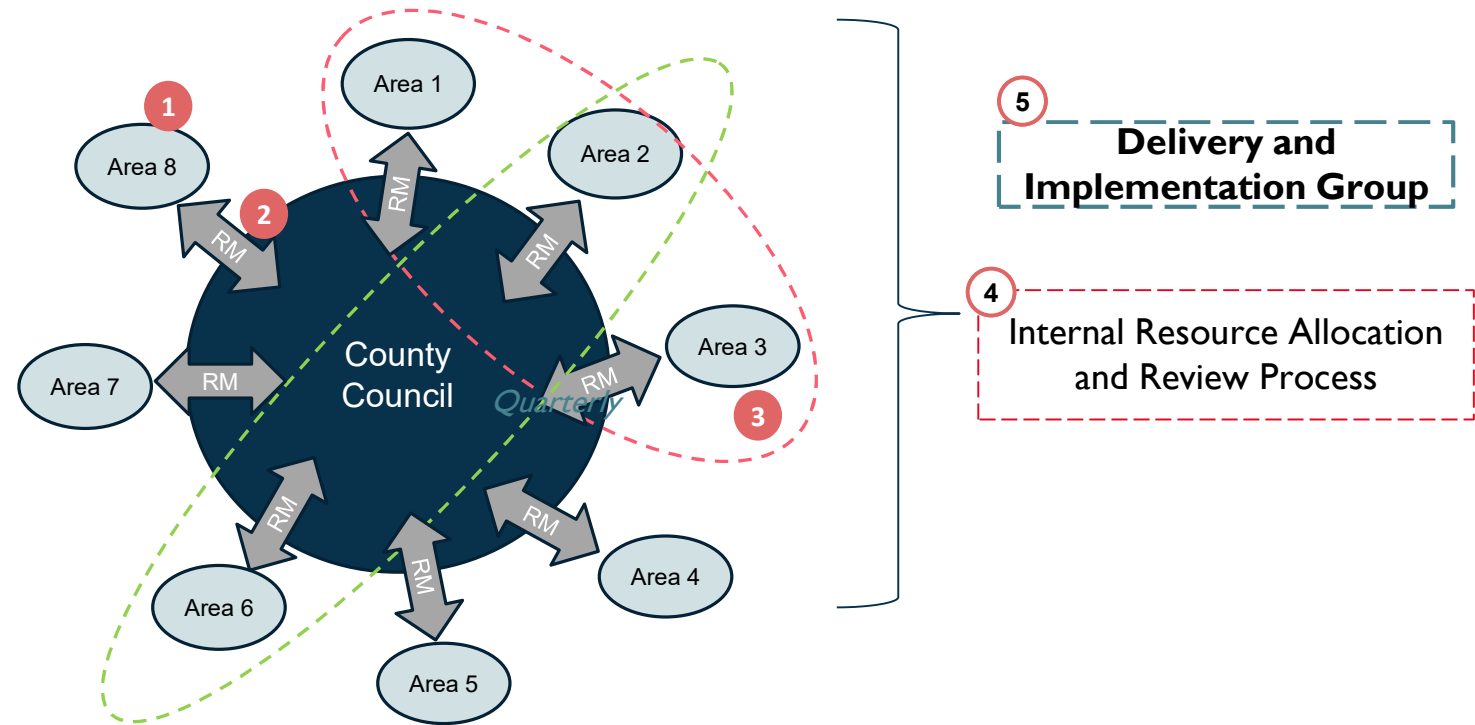 Area 1
1
Area 8
Area 2
RM
2
RM
RM
County
Council
Quarterly
RM
Area 3
3
Area 7
RM
RM
Area 6
RM
Area 5
RM
Area 4
5
Delivery and
Implementation Group
4
Internal Resource Allocation
and Review Process